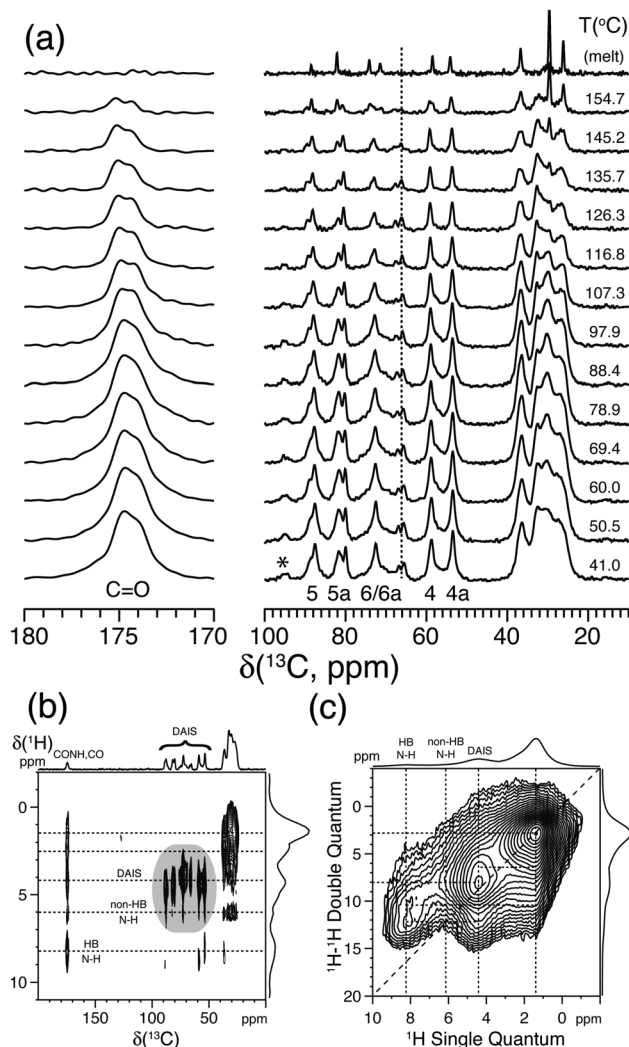 (a)
T(°C)
(melt)
154.7
145.2
135.7
126.3
116.8
107.3
97.9
88.4
78.9
69.4
60.0
50.5
41.0
*
C=O
5 5a 6/6a 4 4a
180 175 170
100 80 60 40 20
δ(¹³C, ppm)
(b)
δ(¹H)
ppm
CONH,CO
DAIS
0
5
10
DAIS
non-HB
N-H
HB
N-H
150 100 50 ppm
δ(¹³C)
(c)
ppm
HB
N-H
non-HB
N-H
DAIS
0
5
10
15
20
¹H-¹H Double Quantum
10 8 6 4 2 0 ppm
¹H Single Quantum